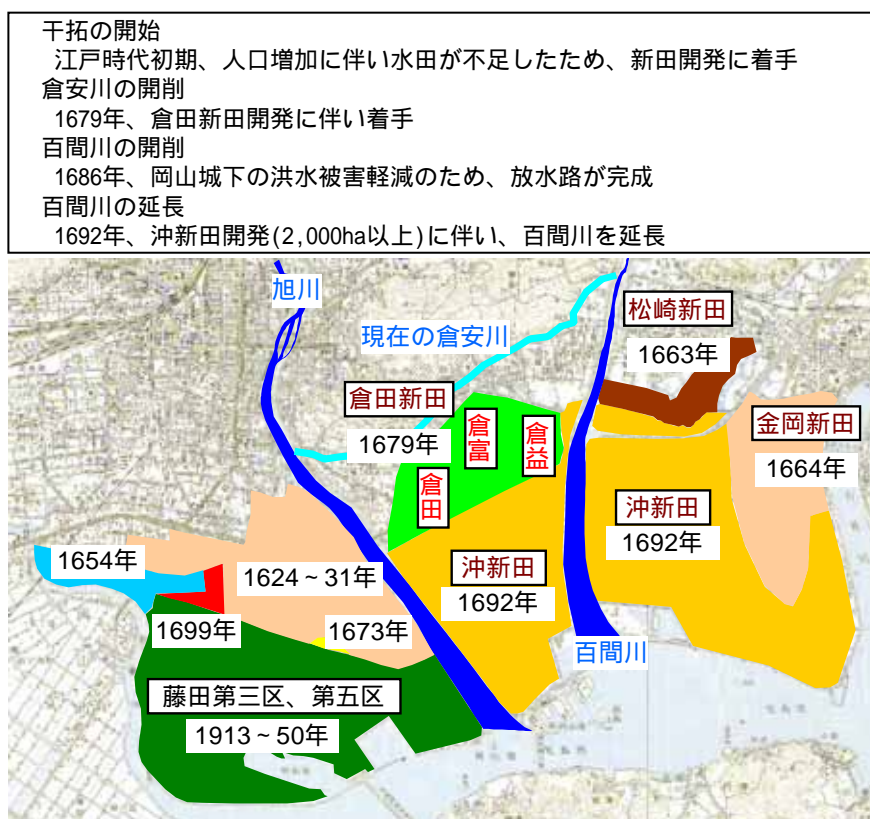 干拓の開始
江戸時代初期、人口増加に伴い水田が不足したため、新田開発に着手
倉安川の開削
1679年、倉田新田開発に伴い着手
百間川の開削
1686年、岡山城下の洪水被害軽減のため、放水路が完成
百間川の延長
1692年、沖新田開発(2,000ha以上)に伴い、百間川を延長
旭川
現在の倉安川
松崎新田
1663年
倉田新田
1679年
倉富
倉益
倉田
金岡新田
1664年
沖新田
1692年
沖新田
1692年
1654年
1624～31年
1699年
1673年
百間川
藤田第三区、第五区
1913～50年